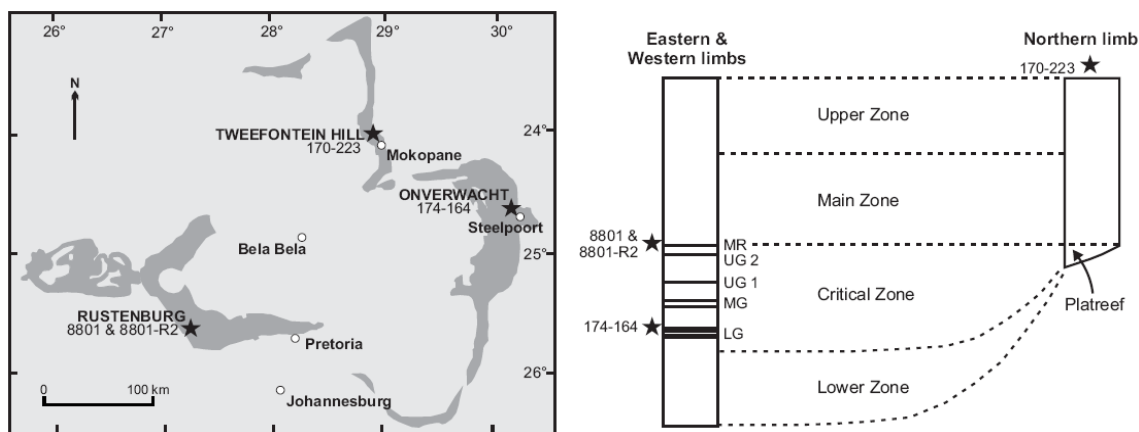 26°
27°
28°
29°
30°
N
24°
TWEEFONTEIN HILL
170-223
Mokopane
ONVERWACHT
174-164
Steelpoort
Bela Bela
25°
RUSTENBURG
8801 & 8801-R2
Pretoria
26°
0
100 km
Johannesburg
Eastern &
Western limbs
Northern limb
170-223
Upper Zone
Main Zone
8801 &
8801-R2
MR
UG 2
UG 1
MG
Critical Zone
Platreef
174-164
LG
Lower Zone